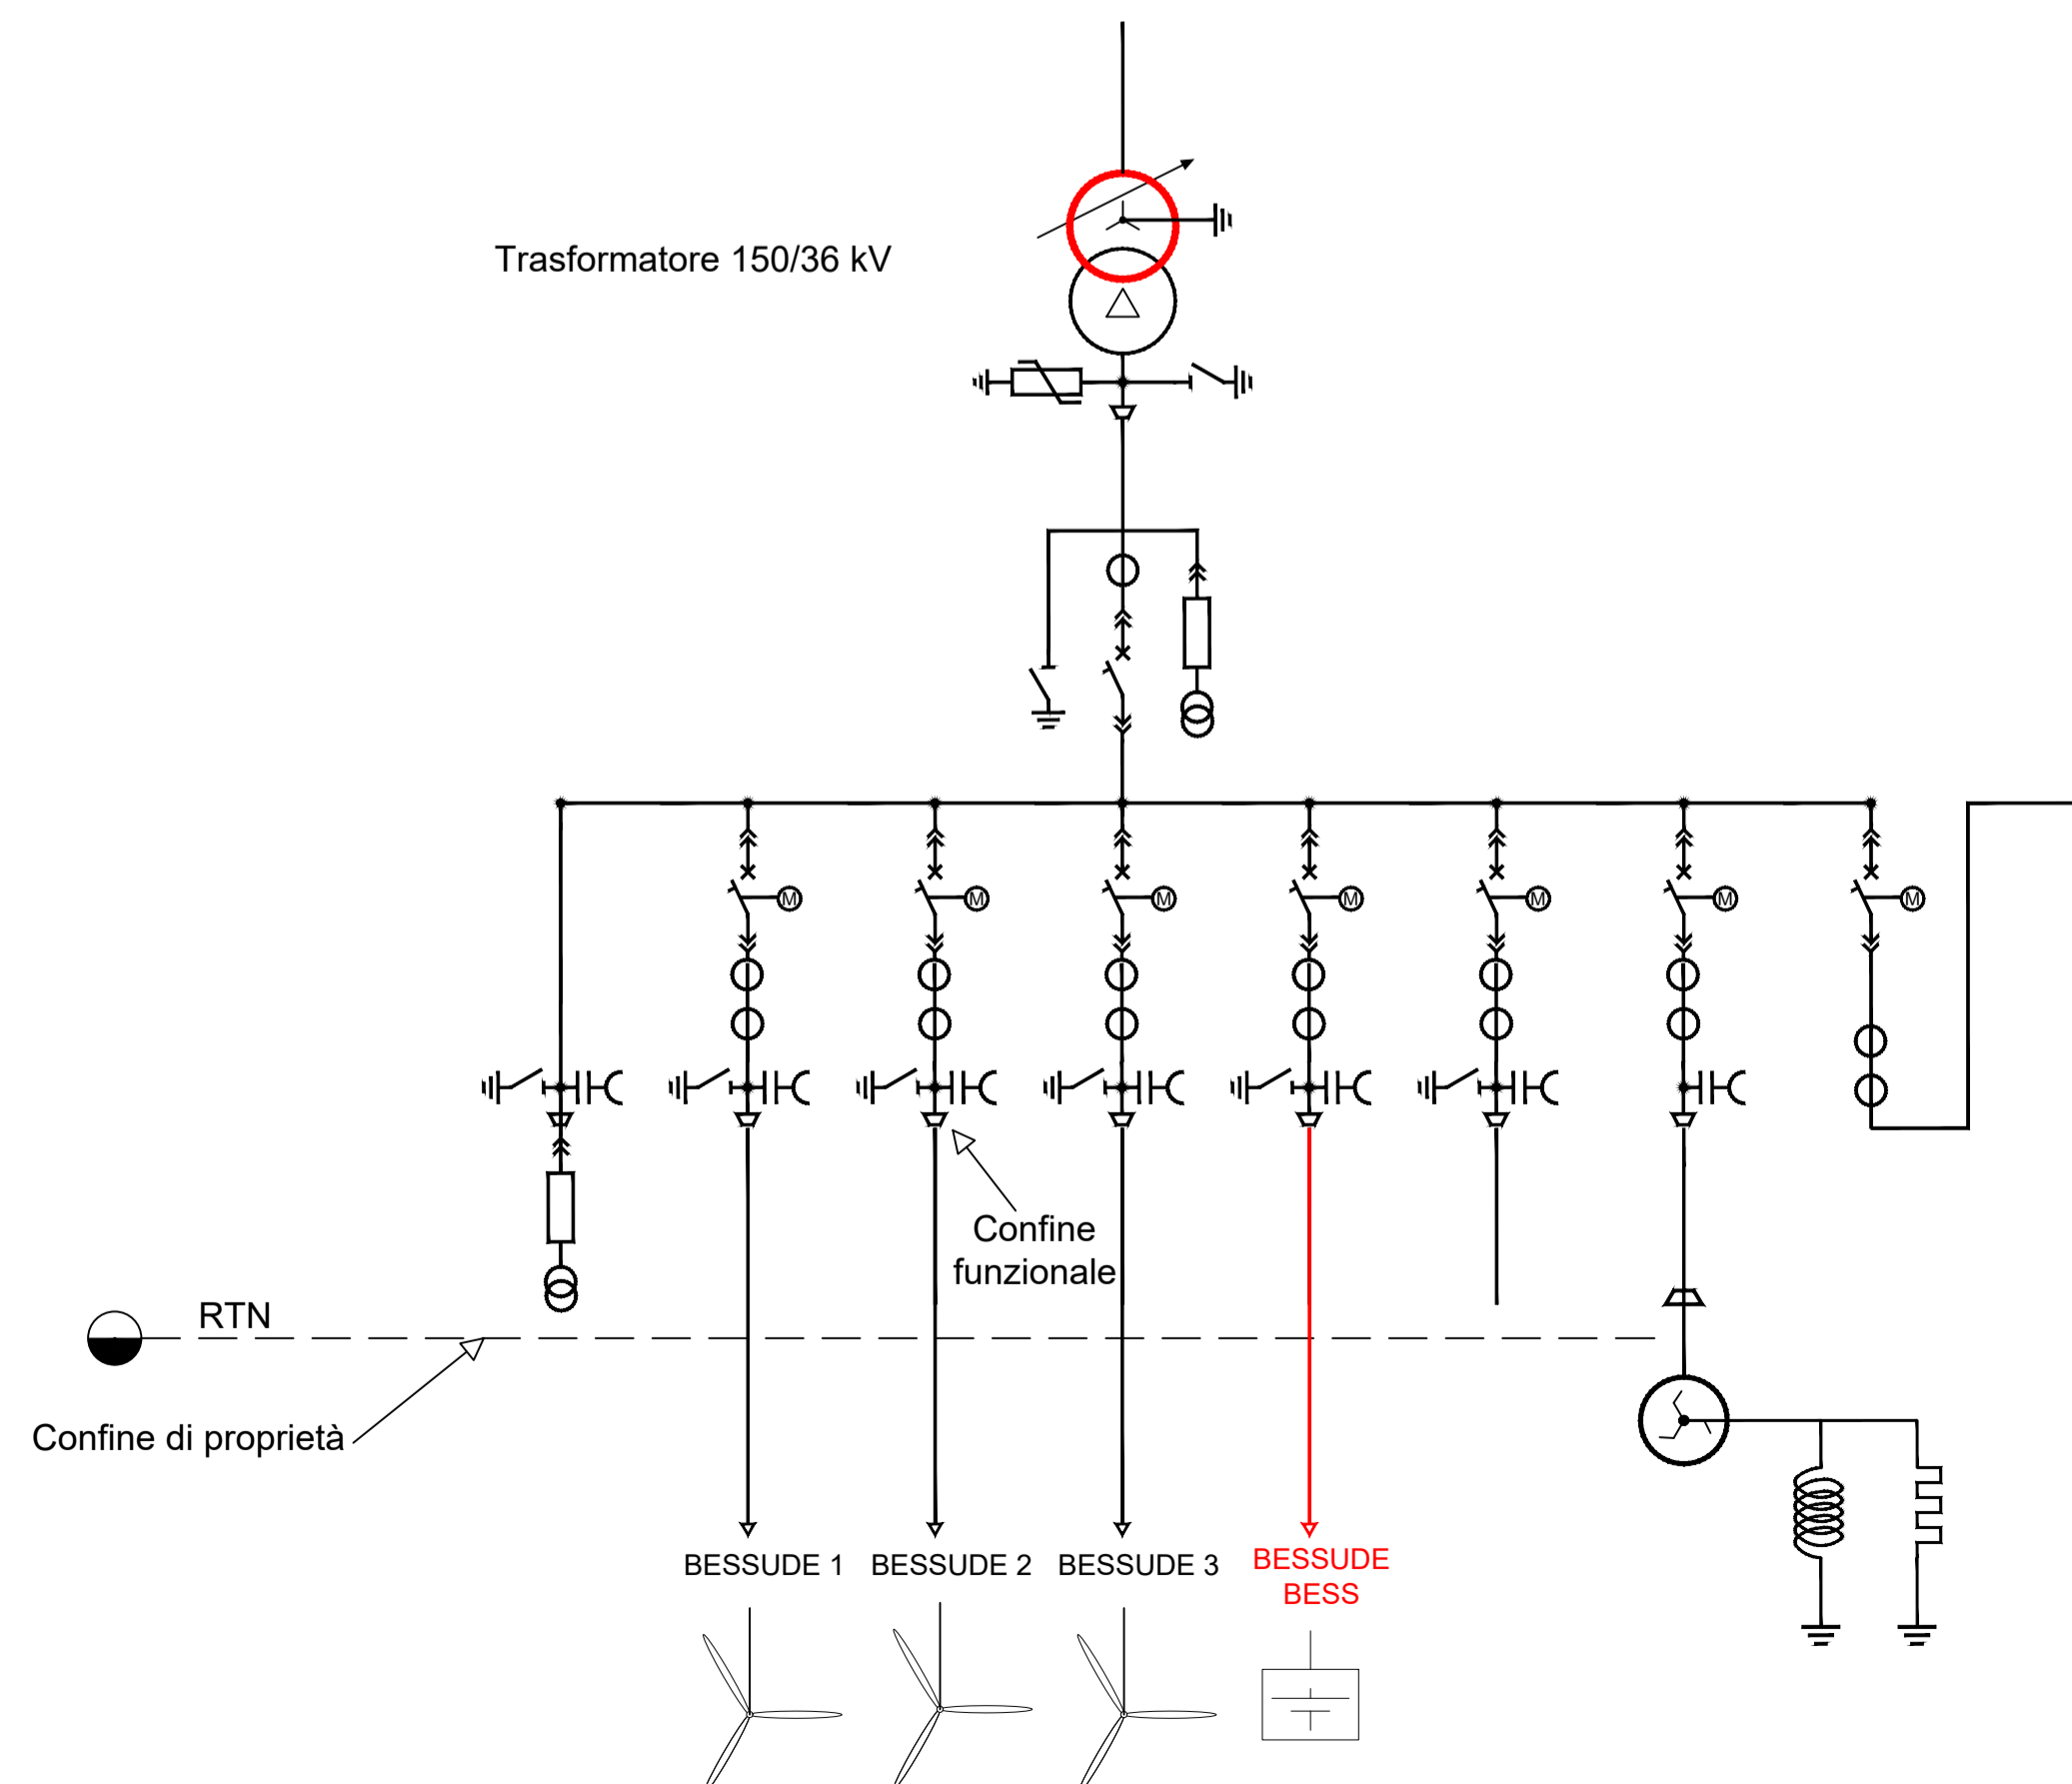 Trasformatore 150/36 kV
M M M M M M M
Confine
funzionale
RTN
Confine di proprietà
BESSUDE 1 BESSUDE 2 BESSUDE 3 BESSUDE
BESS